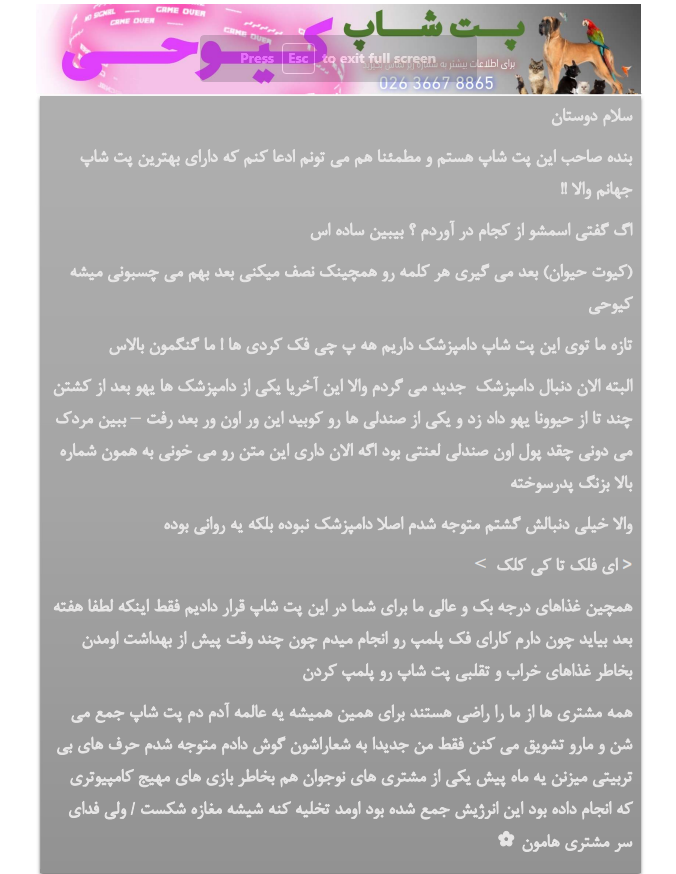 پت شاپ
کیوحی
GAME OVER
GAME OVER
GAME OVER
Press Esc to exit full screen
برای اطلاعات بیشتر به شماره زیر تماس بگیرید
026 3667 8865
سلام دوستان
بنده صاحب این پت شاپ هستم و مطمئنا هم می تونم ادعا کنم که دارای بهترین پت شاپ
جهانم والا !!
اگ گفتی اسمشو از کجام در آوردم ؟ بیبین ساده اس
(کیوت حیوان) بعد می گیری هر کلمه رو همچینک نصف میکنی بعد بهم می چسبونی میشه
کیوحی
تازه ما توی این پت شاپ دامپزشک داریم هه پ چی فک کردی ها ! ما گنگمون بالاس
البته الان دنبال دامپزشک جدید می گردم والا این آخریا یکی از دامپزشک ها یهو بعد از کشتن
چند تا از حیوونا یهو داد زد و یکی از صندلی ها رو کوبید این ور اون ور بعد رفت – ببین مردک
می دونی چقد پول اون صندلی لعنتی بود اگه الان داری این متن رو می خونی به همون شماره
بالا بزنگ پدرسوخته
والا خیلی دنبالش گشتم متوجه شدم اصلا دامپزشک نبوده بلکه یه روانی بوده
< ای فلک تا کی کلک >
همچین غذاهای درجه یک و عالی ما برای شما در این پت شاپ قرار دادیم فقط اینکه لطفا هفته
بعد بیاید چون دارم کارای فک پلمپ رو انجام میدم چون چند وقت پیش از بهداشت اومدن
بخاطر غذاهای خراب و تقلبی پت شاپ رو پلمپ کردن
همه مشتری ها از ما را راضی هستند برای همین همیشه یه عالمه آدم دم پت شاپ جمع می
شن و مارو تشویق می کنن فقط من جدیدا به شعاراشون گوش دادم متوجه شدم حرف های بی
تربیتی میزنن یه ماه پیش یکی از مشتری های نوجوان هم بخاطر بازی های مهیج کامپیوتری
که انجام داده بود این انرژیش جمع شده بود اومد تخلیه کنه شیشه مغازه شکست / ولی فدای
سر مشتری هامون ✿